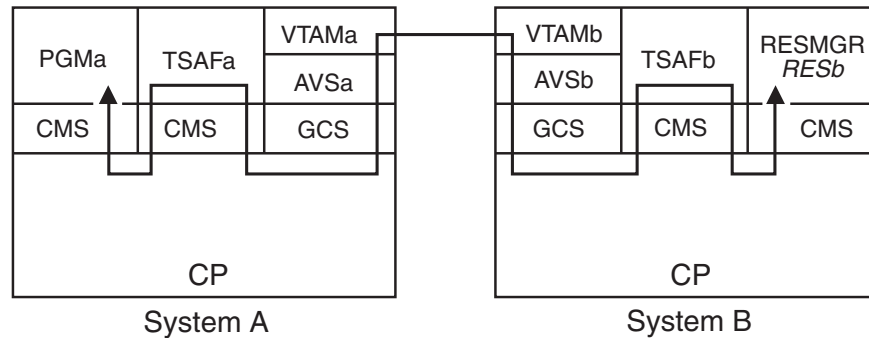 PGMa
TSAFa
VTAMa
AVSa
CMS
CMS
GCS
CP
System A
VTAMb
AVSb
TSAFb
RESMGR
RESb
GCS
CMS
CMS
CP
System B